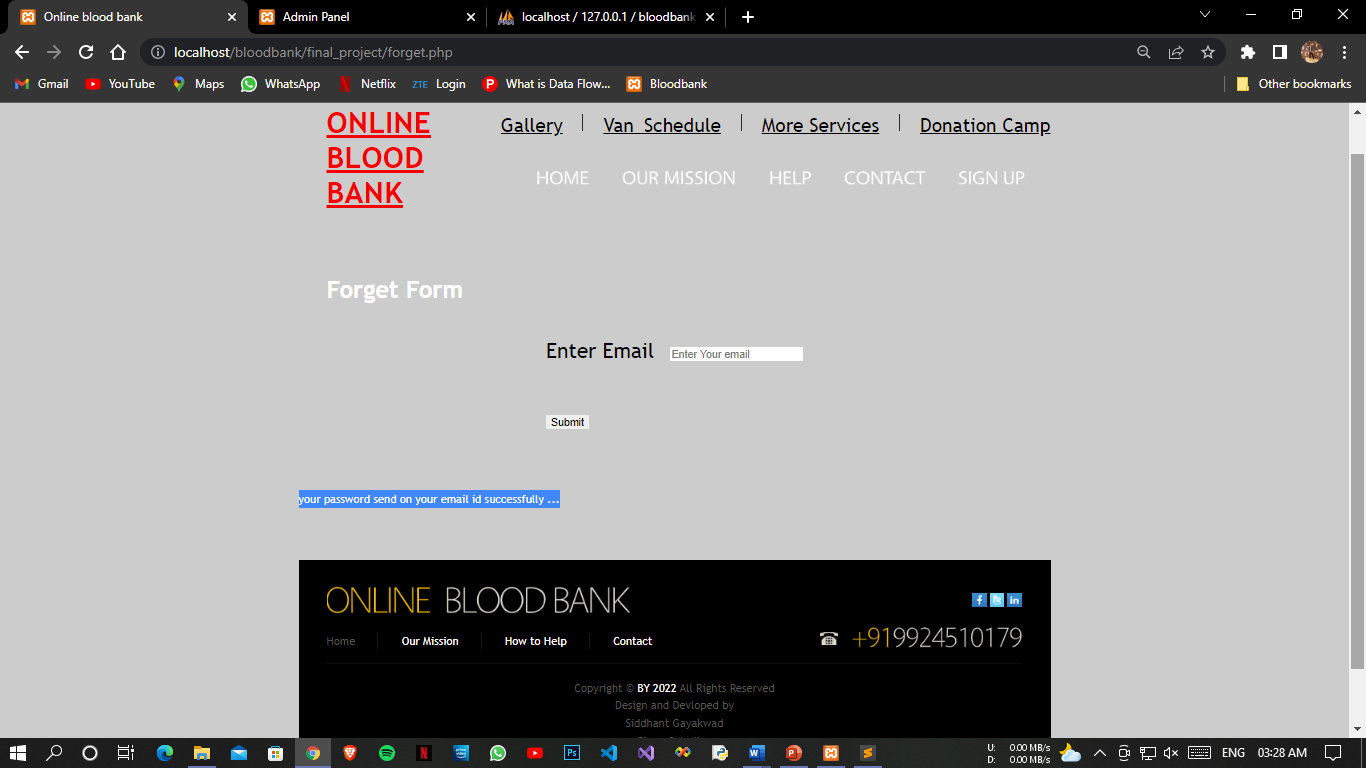 Online blood bank
Admin Panel
localhost / 127.0.0.1 / bloodbank
localhost/bloodbank/final_project/forget.php
Gmail YouTube Maps WhatsApp Netflix ZTE Login What is Data Flow... Bloodbank Other bookmarks
ONLINE
BLOOD
BANK
Gallery Van Schedule More Services Donation Camp
HOME OUR MISSION HELP CONTACT SIGN UP
Forget Form
Enter Email Enter Your email
Submit
your password send on your email id successfully ...
ONLINE BLOOD BANK
Home Our Mission How to Help Contact
+919924510179
Copyright © BY 2022 All Rights Reserved
Design and Devloped by
Siddhant Gayakwad
U: 0.00 MB/s
D: 0.00 MB/s
ENG 03:28 AM